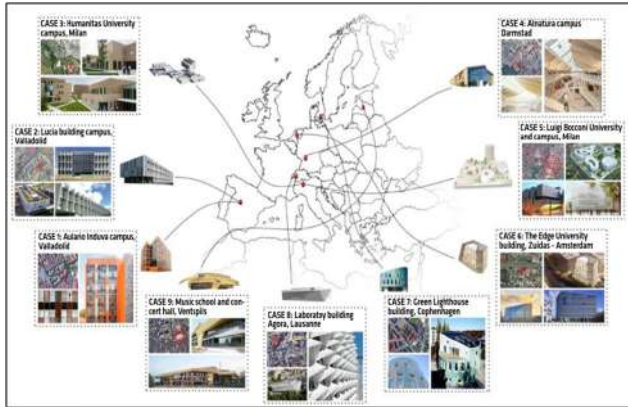 CASE 3: Humanitas University
campus, Milan
CASE 4: Alnatura campus
Darmstad
CASE 2: Lucia building campus,
Valladolid
CASE 5: Luigi Bocconi University
and campus, Milan
CASE 1: Aulario Induva campus,
Valladolid
CASE 6: The Edge University
building, Zuidas - Amsterdam
CASE 9: Music school and con-
cert hall, Ventspils
CASE 8: Laboratoy building
Agora, Lausanne
CASE 7: Green Lighthouse
building, Cophenhagen